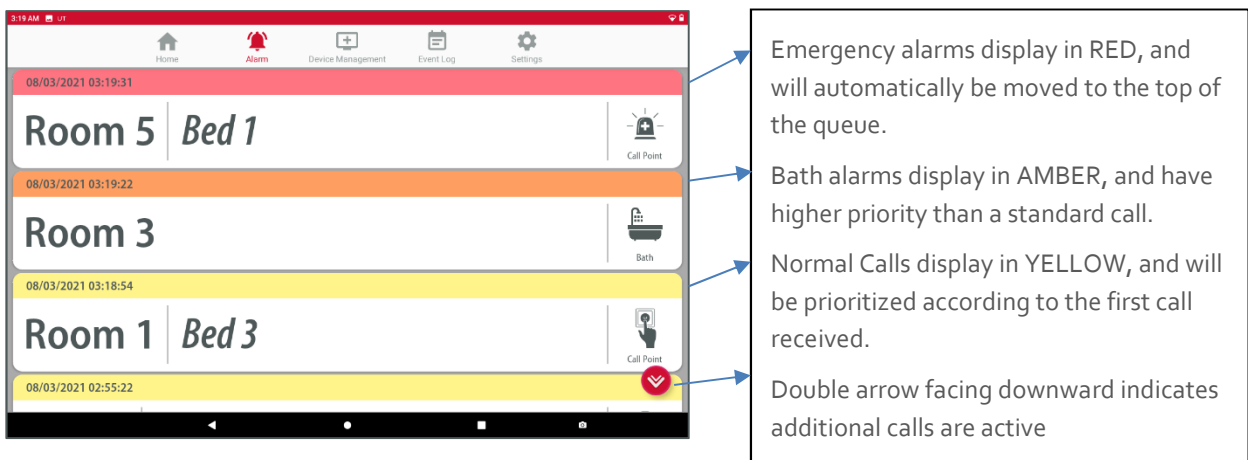 3:19 AM UT
Home Alarm Device Management Event Log Settings
08/03/2021 03:19:31
Room 5 Bed 1
Call Point
08/03/2021 03:19:22
Room 3
Bath
08/03/2021 03:18:54
Room 1 Bed 3
Call Point
08/03/2021 02:55:22
Emergency alarms display in RED, and
will automatically be moved to the top of
the queue.
Bath alarms display in AMBER, and have
higher priority than a standard call.
Normal Calls display in YELLOW, and will
be prioritized according to the first call
received.
Double arrow facing downward indicates
additional calls are active